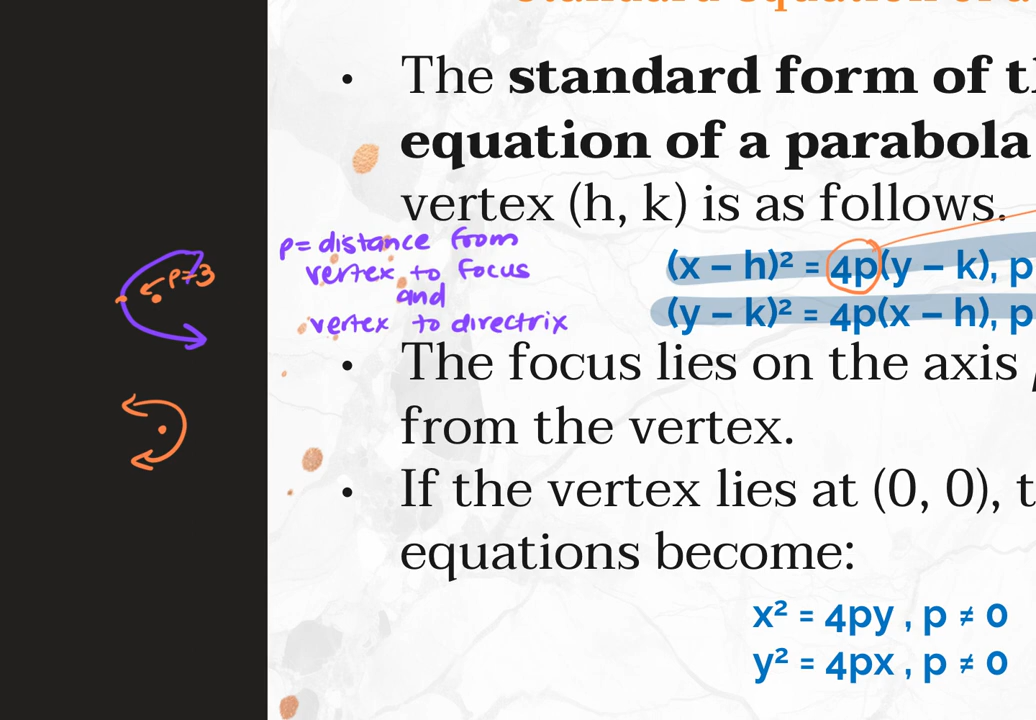 • The standard form of th
equation of a parabola
vertex (h, k) is as follows.
p= distance from
vertex to focus
and
vertex to directrix
p=3
(x – h)² = 4p(y – k), p
(y – k)² = 4p(x – h), p
• The focus lies on the axis p
from the vertex.
• If the vertex lies at (0, 0), t
equations become:
x² = 4py , p ≠ 0
y² = 4px , p ≠ 0